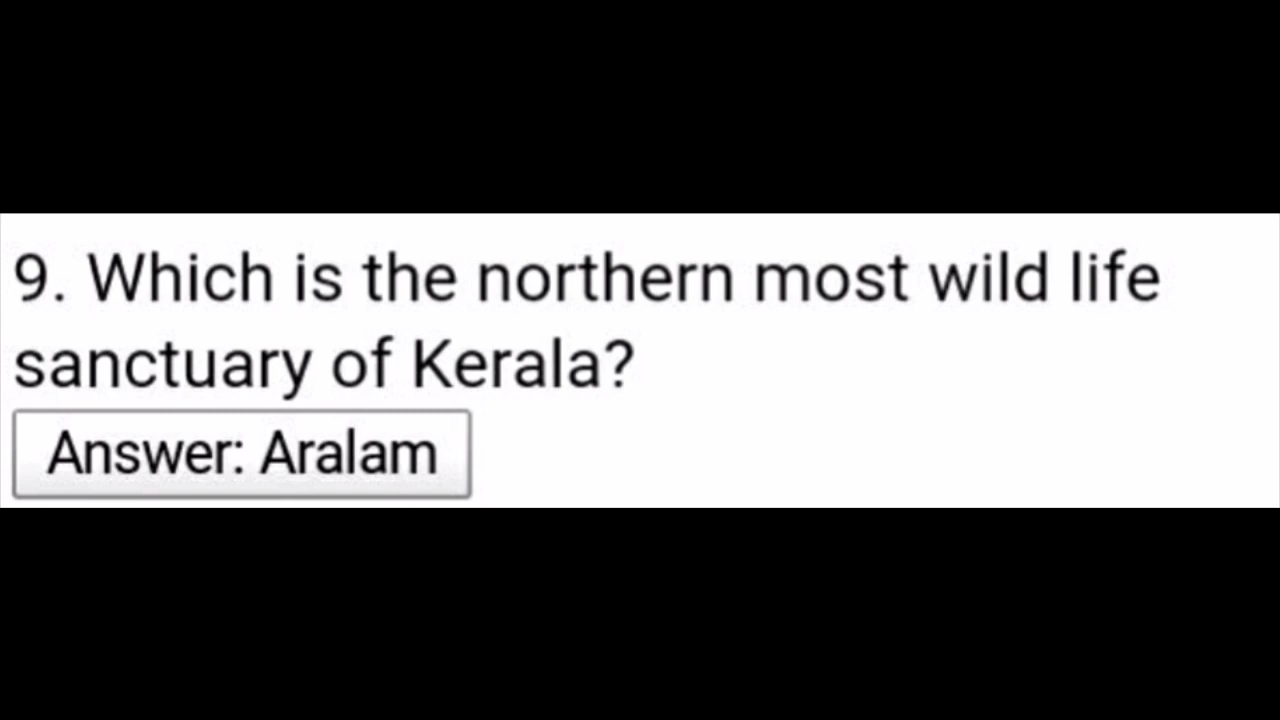 9. Which is the northern most wild life
sanctuary of Kerala?
Answer: Aralam